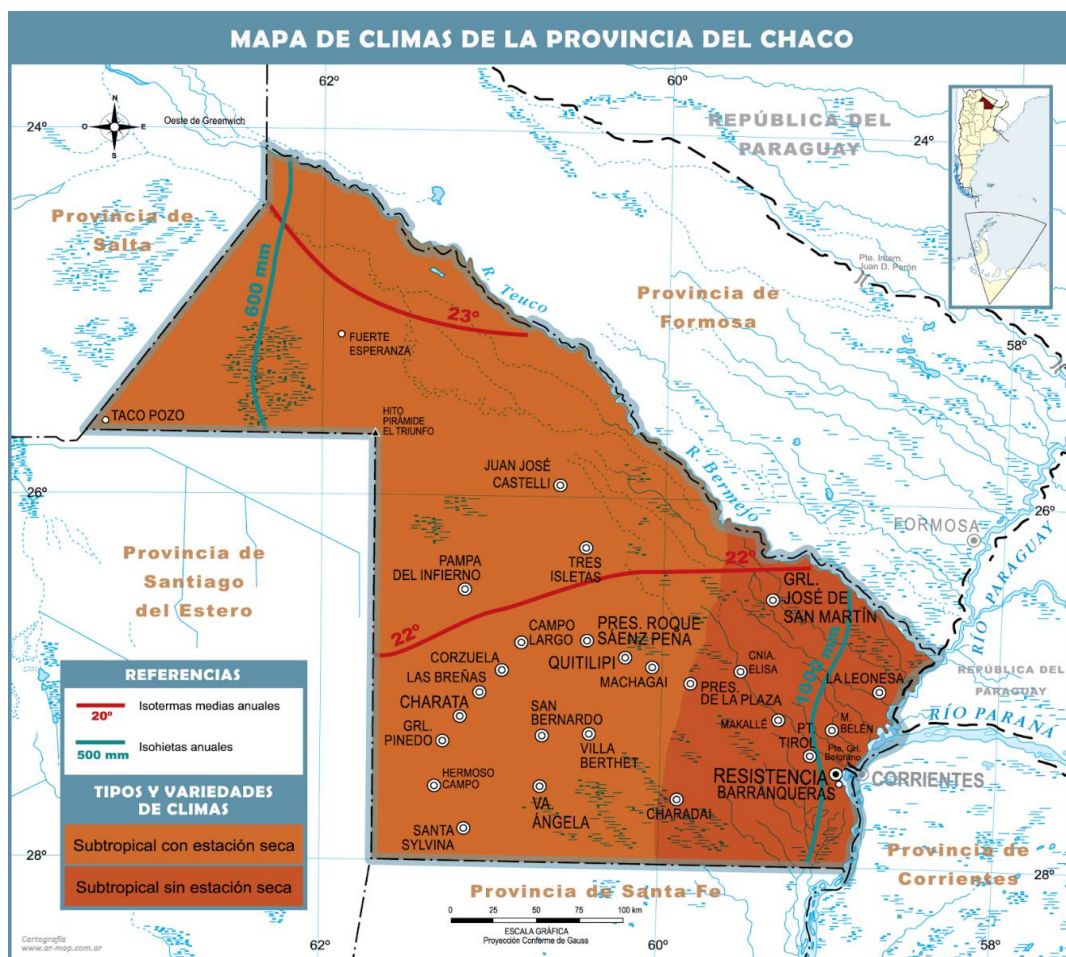 MAPA DE CLIMAS DE LA PROVINCIA DEL CHACO
62º
60º
N
O
E
S
Oeste de Greenwich
24º
REPÚBLICA DEL
PARAGUAY
24º
Provincia de
Salta
600 mm
R. Teuco
Pte. Intern.
Juan D. Perón
Provincia de
Formosa
23º
FUERTE
ESPERANZA
58º
TACO POZO
HITO
PIRÁMIDE
EL TRIUNFO
JUAN JOSÉ
CASTELLI
R. Bermejo
26º
26º
FORMOSA
RÍO PARAGUAY
Provincia de
Santiago
del Estero
PAMPA
DEL INFIERNO
TRES
ISLETAS
22º
GRL.
JOSÉ DE
SAN MARTÍN
22º
CAMPO
LARGO
PRES. ROQUE
SÁENZ PEÑA
CORZUELA
QUITILIPI
LAS BREÑAS
MACHAGAI
CNIA.
ELISA
1000 mm
LA LEONESA
REPÚBLICA DEL
PARAGUAY
CHARATA
PRES.
DE LA PLAZA
SAN
BERNARDO
MAKALLÉ
M.
BELÉN
RÍO PARANÁ
GRL.
PINEDO
VILLA
BERTHET
PT.
TIROL
Pte. Grl.
Belgrano
HERMOSO
CAMPO
RESISTENCIA
CORRIENTES
BARRANQUERAS
VA.
ÁNGELA
CHARADAI
SANTA
SYLVINA
28º
28º
Provincia de Santa Fe
Provincia de
Corrientes
REFERENCIAS
20º
Isotermas medias anuales
500 mm
Isohietas anuales
TIPOS Y VARIEDADES
DE CLIMAS
Subtropical con estación seca
Subtropical sin estación seca
0 25 50 75 100 km
ESCALA GRÁFICA
Proyección Conforme de Gauss
62º
60º
58º
Cartografía
www.ar-map.com.ar